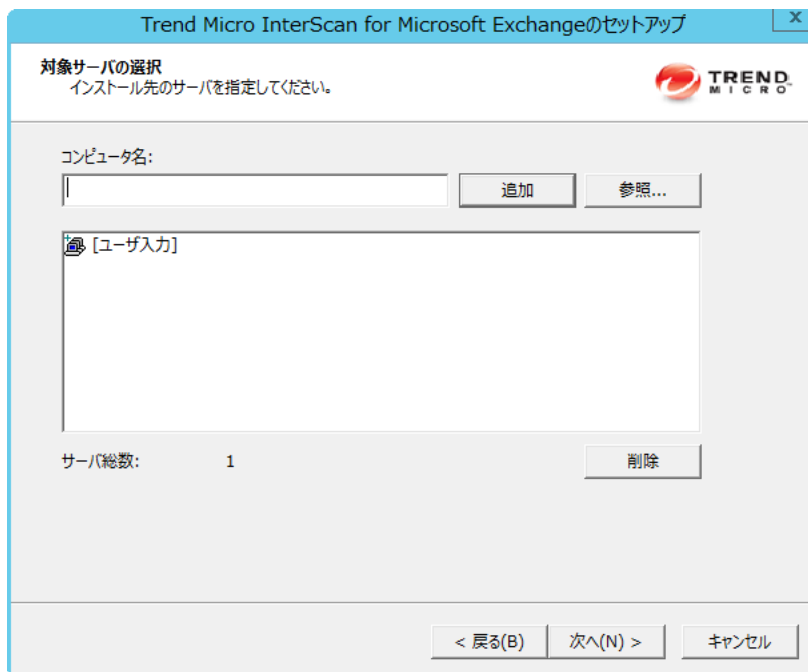 Trend Micro InterScan for Microsoft Exchangeのセットアップ
x
対象サーバの選択
インストール先のサーバを指定してください。
TREND
MICRO
コンピュータ名:
追加
参照...
[ユーザ入力]
サーバ総数:
1
削除
< 戻る(B)
次へ(N) >
キャンセル